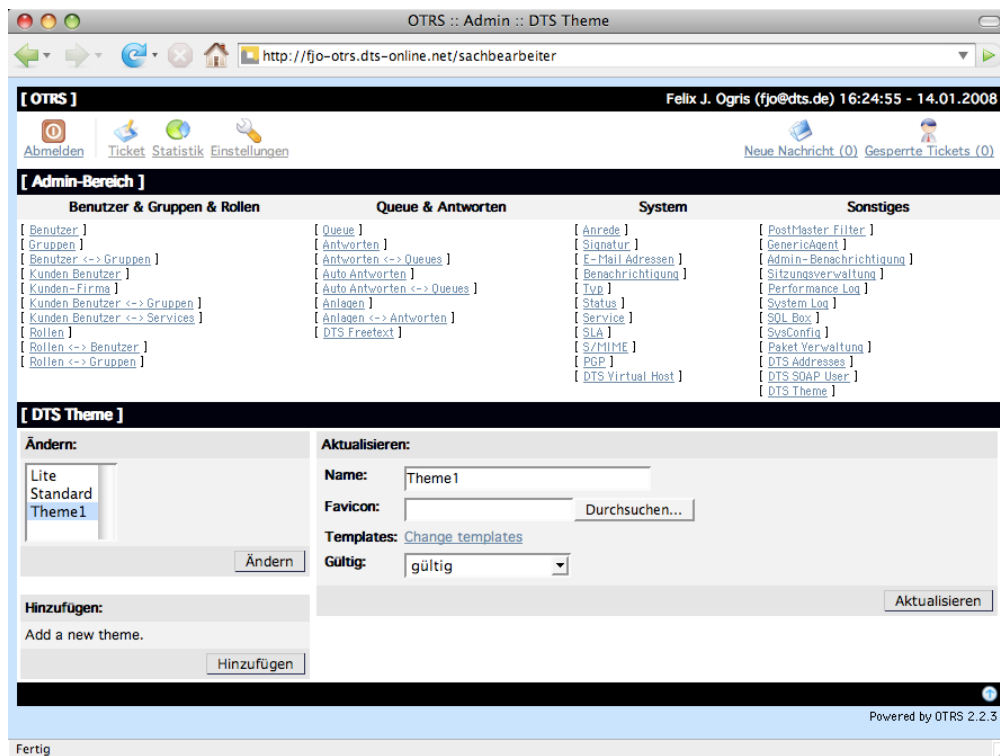 OTRS :: Admin :: DTS Theme
http://fjo-otrs.dts-online.net/sachbearbeiter
[ OTRS ]
Felix J. Ogris (fjo@dts.de) 16:24:55 - 14.01.2008
Abmelden Ticket Statistik Einstellungen
Neue Nachricht (0) Gesperrte Tickets (0)
[ Admin-Bereich ]
Benutzer & Gruppen & Rollen
[ Benutzer ]
[ Gruppen ]
[ Benutzer <-> Gruppen ]
[ Kunden Benutzer ]
[ Kunden-Firma ]
[ Kunden Benutzer <-> Gruppen ]
[ Kunden Benutzer <-> Services ]
[ Rollen ]
[ Rollen <-> Benutzer ]
[ Rollen <-> Gruppen ]
Queue & Antworten
[ Queue ]
[ Antworten ]
[ Antworten <-> Queues ]
[ Auto Antworten ]
[ Auto Antworten <-> Queues ]
[ Anlagen ]
[ Anlagen <-> Antworten ]
[ DTS Freetext ]
System
[ Anrede ]
[ Signatur ]
[ E-Mail Adressen ]
[ Benachrichtigung ]
[ Typ ]
[ Status ]
[ Service ]
[ SLA ]
[ S/MIME ]
[ PGP ]
[ DTS Virtual Host ]
Sonstiges
[ PostMaster Filter ]
[ GenericAgent ]
[ Admin-Benachrichtigung ]
[ Sitzungsverwaltung ]
[ Performance Log ]
[ System Log ]
[ SQL Box ]
[ SysConfig ]
[ Paket Verwaltung ]
[ DTS Addresses ]
[ DTS SOAP User ]
[ DTS Theme ]
[ DTS Theme ]
Ändern:
Lite
Standard
Theme1
Ändern
Hinzufügen:
Add a new theme.
Hinzufügen
Aktualisieren:
Name: Theme1
Favicon: Durchsuchen...
Templates: Change templates
Gültig: gültig
Aktualisieren
Powered by OTRS 2.2.3
Fertig